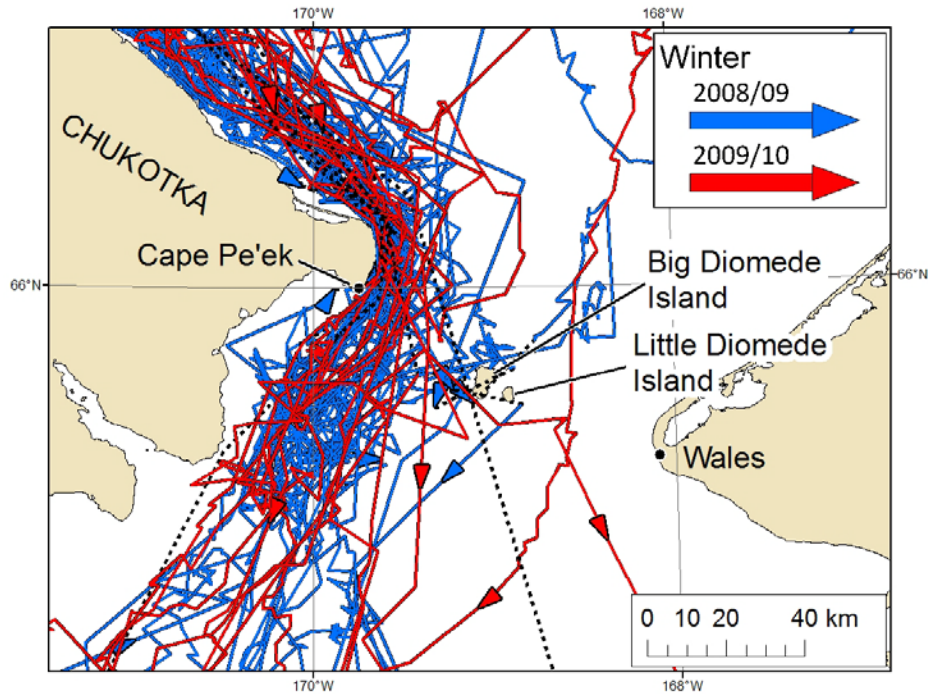 170°W
168°W
Winter
2008/09
2009/10
CHUKOTKA
Cape Pe'ek
66°N
66°N
Big Diomede
Island
Little Diomede
Island
Wales
0 10 20 40 km
170°W
168°W